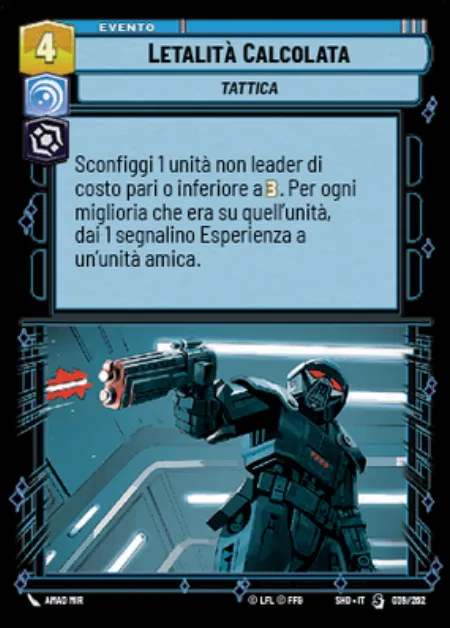 EVENTO
4
LETALITÀ CALCOLATA
TATTICA
Sconfiggi 1 unità non leader di
costo pari o inferiore a 3. Per ogni
miglioria che era su quell'unità,
dai 1 segnalino Esperienza a
un'unità amica.
AMAD MIR
© LFL © FFG
SHD • IT
039/262